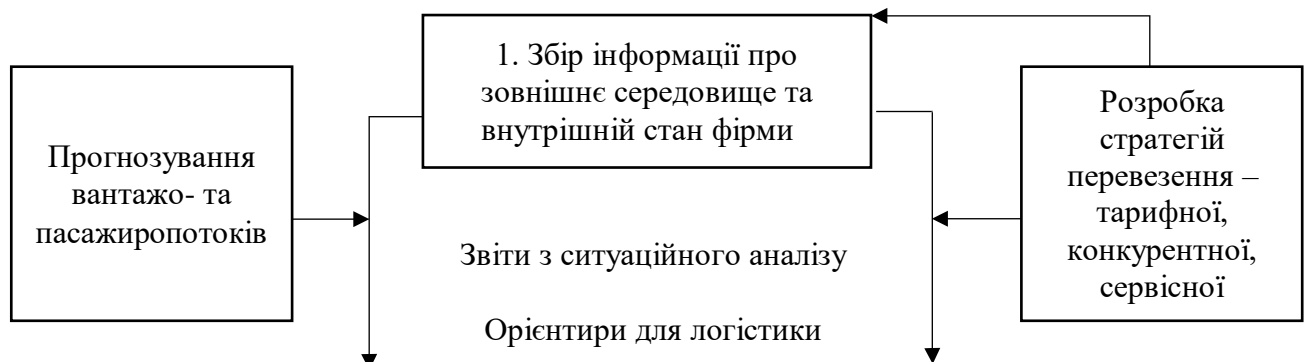 1. Збір інформації про
зовнішнє середовище та
внутрішній стан фірми
Прогнозування
вантажо- та
пасажиропотоків
Розробка
стратегій
перевезення –
тарифної,
конкурентної,
сервісної
Звіти з ситуаційного аналізу
Орієнтири для логістики